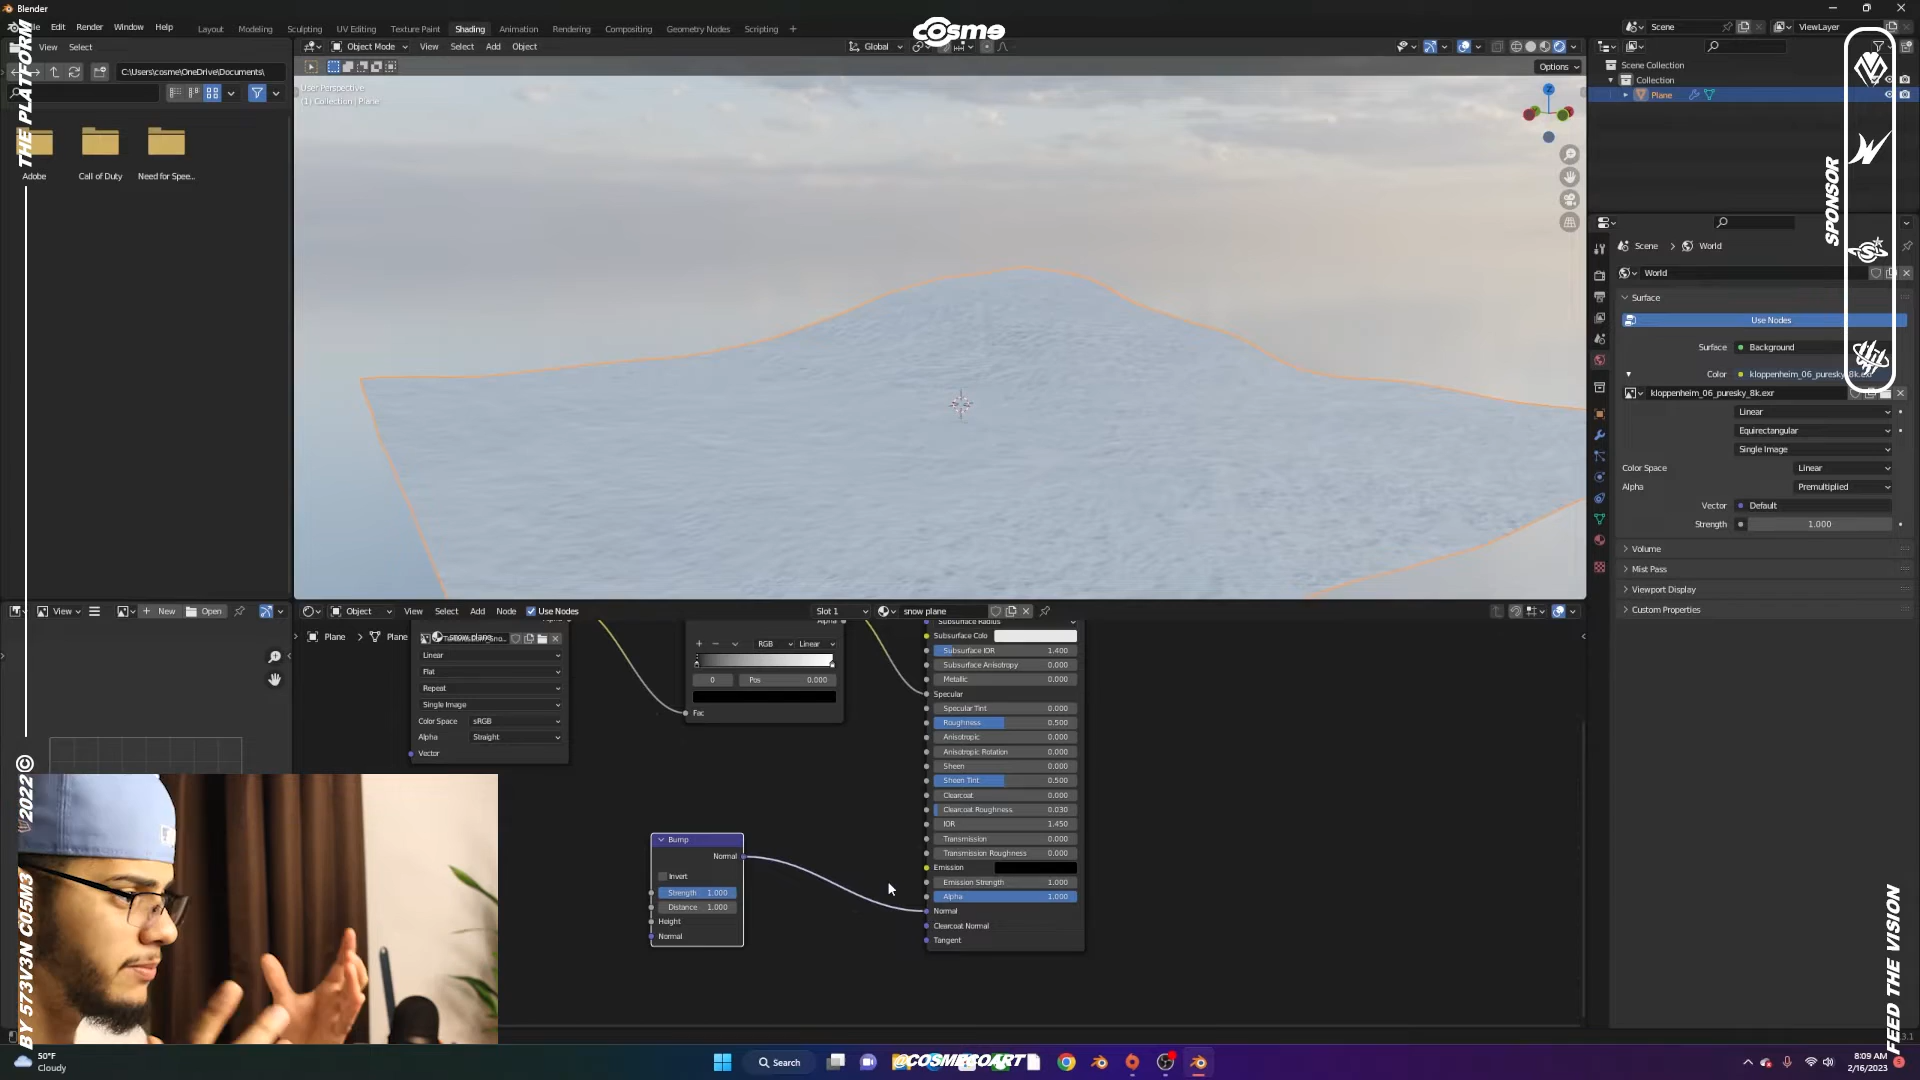 Blender
Edit Render Window Help
Layout Modeling Sculpting UV Editing Texture Paint Shading Animation Rendering Compositing Geometry Nodes Scripting +
Scene
ViewLayer
View Select
Object Mode View Select Add Object
Global
Options
C:\Users\cosme\OneDrive\Documents\
Adobe
Call of Duty
Need for Spee...
User Perspective
(1) Collection | Plane
Z
cosme
Scene Collection
Collection
Plane
Scene > World
World
Surface
Use Nodes
Surface Background
Color kloppenheim_06_puresky_8k.exr
kloppenheim_06_puresky_8k.exr
Linear
Equirectangular
Single Image
Color Space Linear
Alpha Premultiplied
Vector Default
Strength 1.000
Volume
Mist Pass
Viewport Display
Custom Properties
View New Open
Object View Select Add Node Use Nodes
Slot 1 snow plane
Plane > Plane > snow plane
Linear
Flat
Repeat
Single Image
Color Space sRGB
Alpha Straight
Vector
Alpha
RGB Linear
0 Pos 0.000
Fac
Subsurface Radius
Subsurface Colo
Subsurface IOR 1.400
Subsurface Anisotropy 0.000
Metallic 0.000
Specular
Specular Tint 0.000
Roughness 0.500
Anisotropic 0.000
Anisotropic Rotation 0.000
Sheen 0.000
Sheen Tint 0.500
Clearcoat 0.000
Clearcoat Roughness 0.030
IOR 1.450
Transmission 0.000
Transmission Roughness 0.000
Emission
Emission Strength 1.000
Alpha 1.000
Normal
Clearcoat Normal
Tangent
Bump
Normal
Invert
Strength 1.000
Distance 1.000
Height
Normal
THE PLATFORM
2022©
BY 573V3N C05M3
SPONSOR
FEED THE VISION
50°F
Cloudy
Search
@COSMEGOART
8:09 AM
2/16/2023